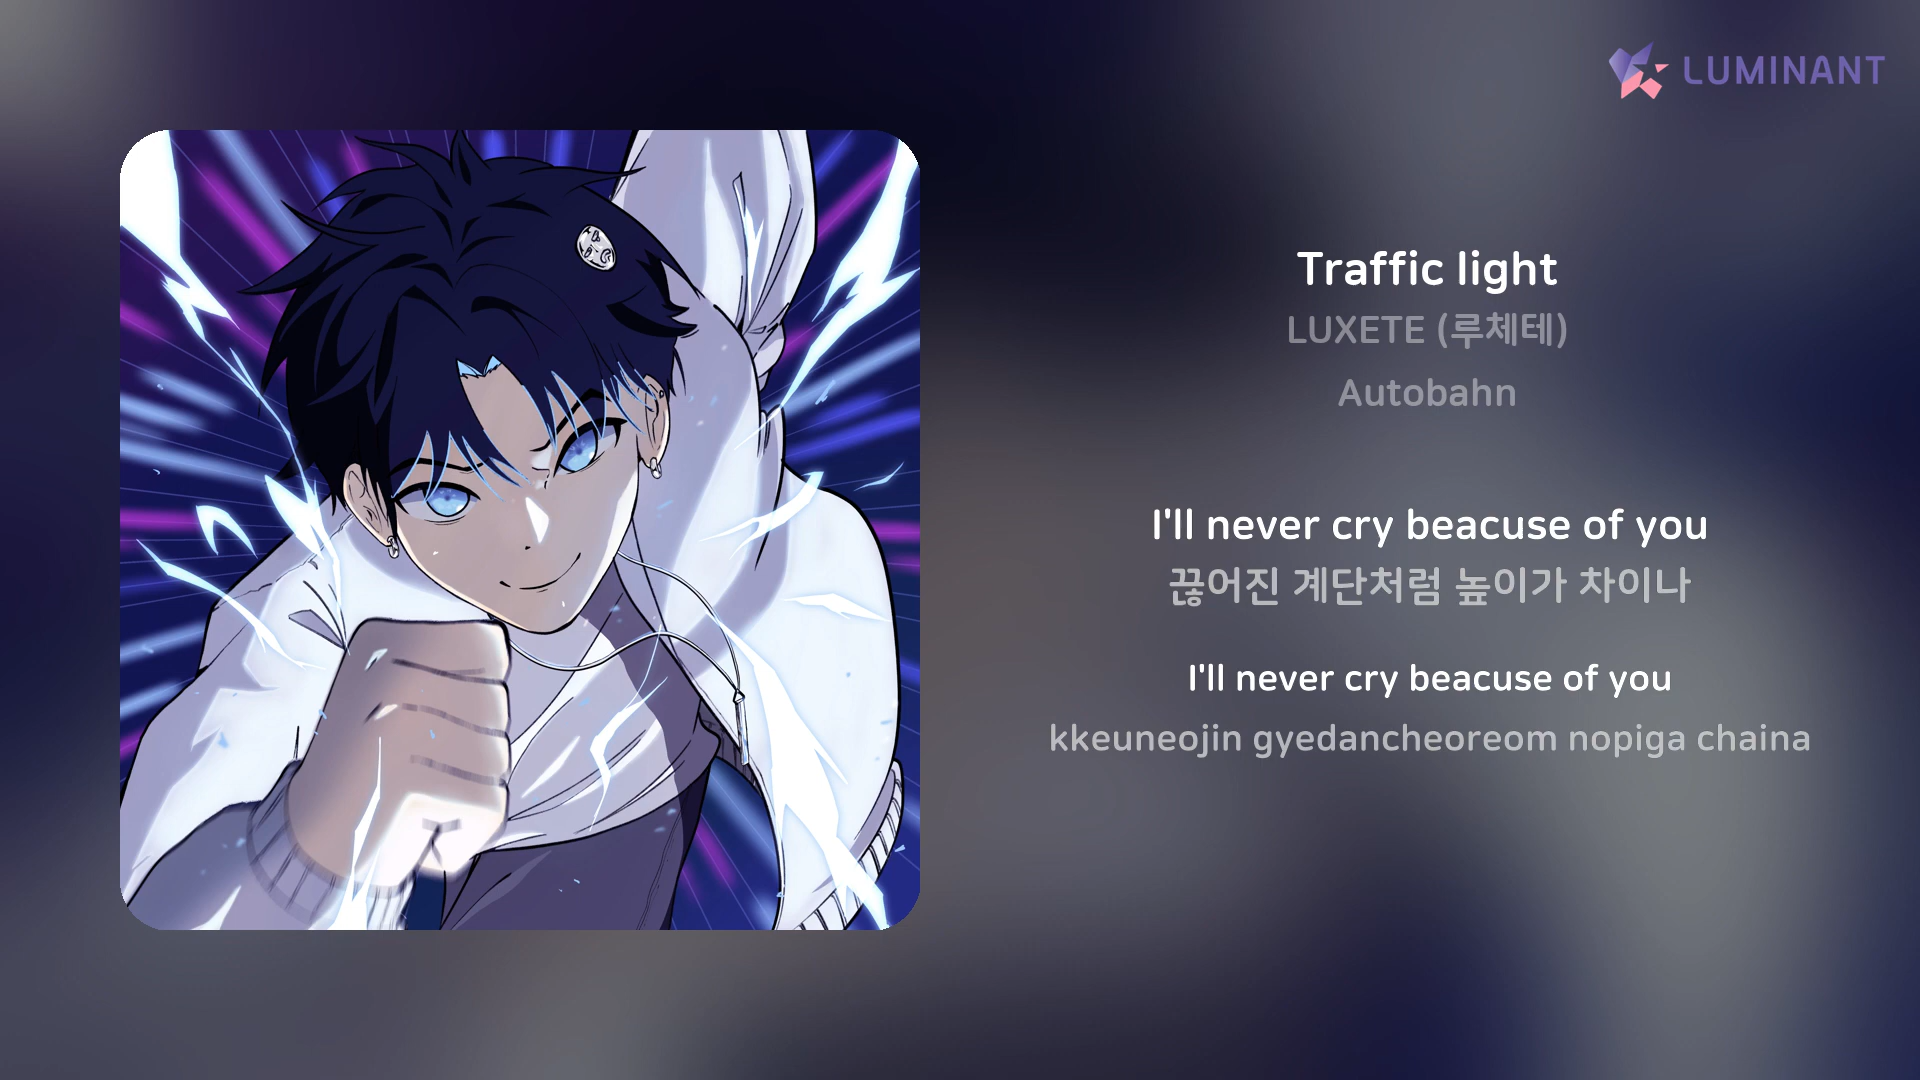 LUMINANT
Traffic light
LUXETE (루체테)
Autobahn
I'll never cry beacuse of you
끊어진 계단처럼 높이가 차이나
I'll never cry beacuse of you
kkeuneojin gyedancheoreom nopiga chaina